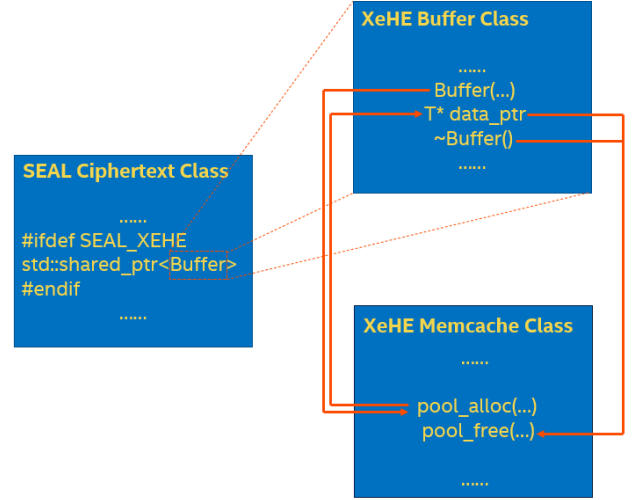 XeHE Buffer Class
......
Buffer(...)
T* data_ptr
~Buffer()
......
SEAL Ciphertext Class
......
#ifdef SEAL_XEHE
std::shared_ptr<Buffer>
#endif
......
XeHE Memcache Class
......
pool_alloc(...)
pool_free(...)
......